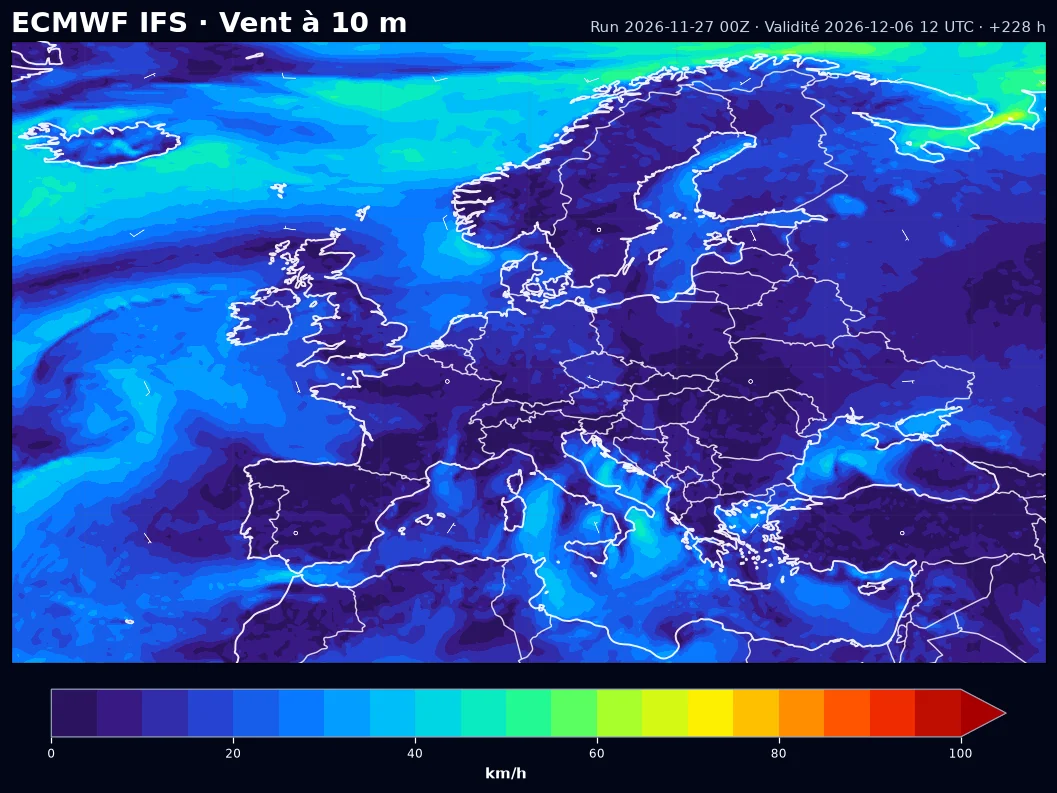 ECMWF IFS · Vent à 10 m
Run 2026-11-27 00Z · Validité 2026-12-06 12 UTC · +228 h
0 20 40 60 80 100
km/h